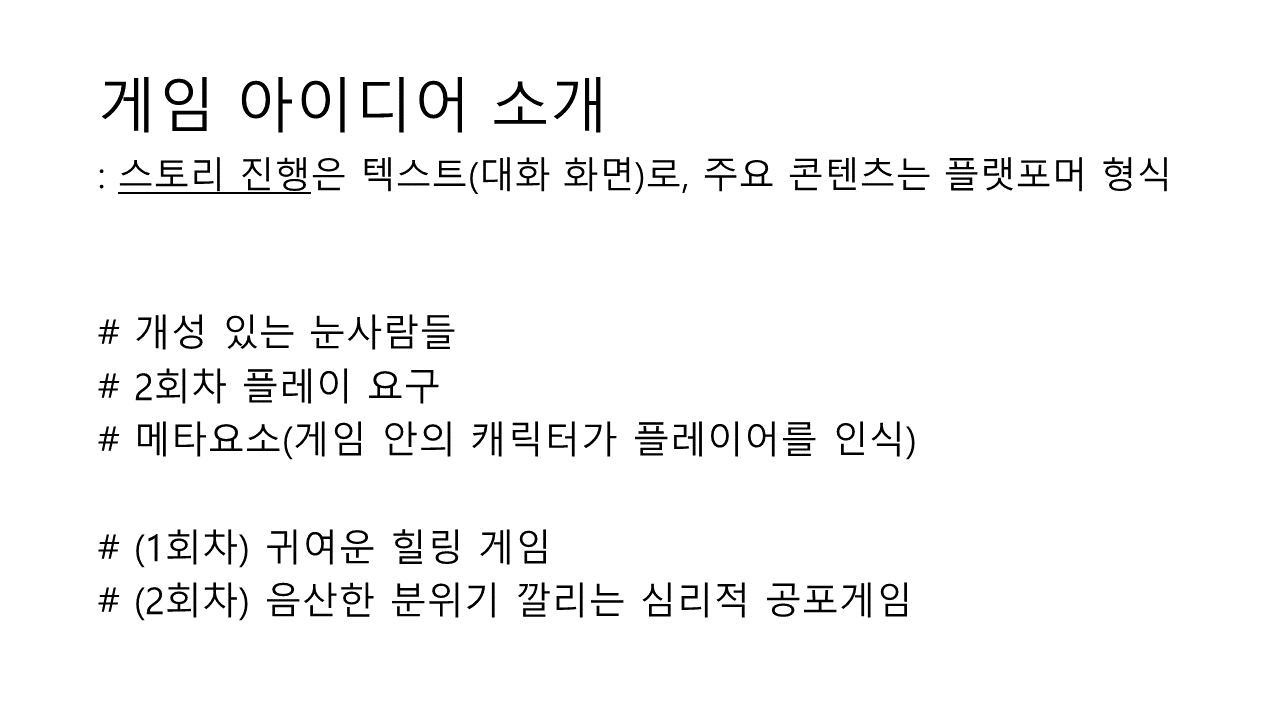 게임 아이디어 소개
: 스토리 진행은 텍스트(대화 화면)로, 주요 콘텐츠는 플랫포머 형식
# 개성 있는 눈사람들
# 2회차 플레이 요구
# 메타요소(게임 안의 캐릭터가 플레이어를 인식)
# (1회차) 귀여운 힐링 게임
# (2회차) 음산한 분위기 깔리는 심리적 공포게임